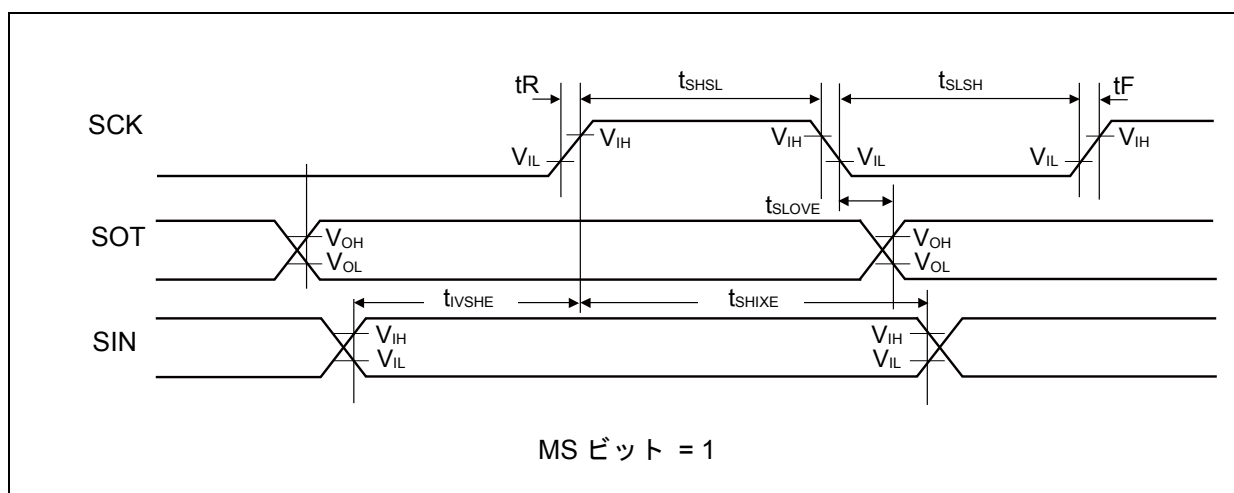 tR tSHSL tSLSH tF
SCK
VIH VIH VIH
VIL VIL VIL
tSLOVE
SOT
VOH VOH
VOL VOL
tIVSHE tSHIXE
SIN
VIH VIH
VIL VIL
MS ビット = 1